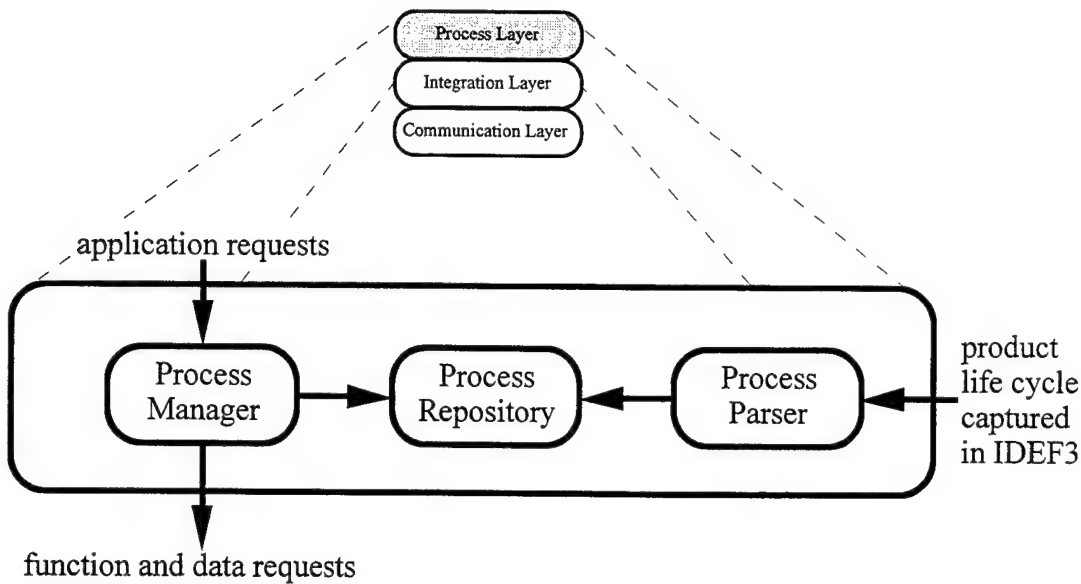 Process Layer
Integration Layer
Communication Layer
application requests
Process
Manager
Process
Repository
Process
Parser
product
life cycle
captured
in IDEF3
function and data requests